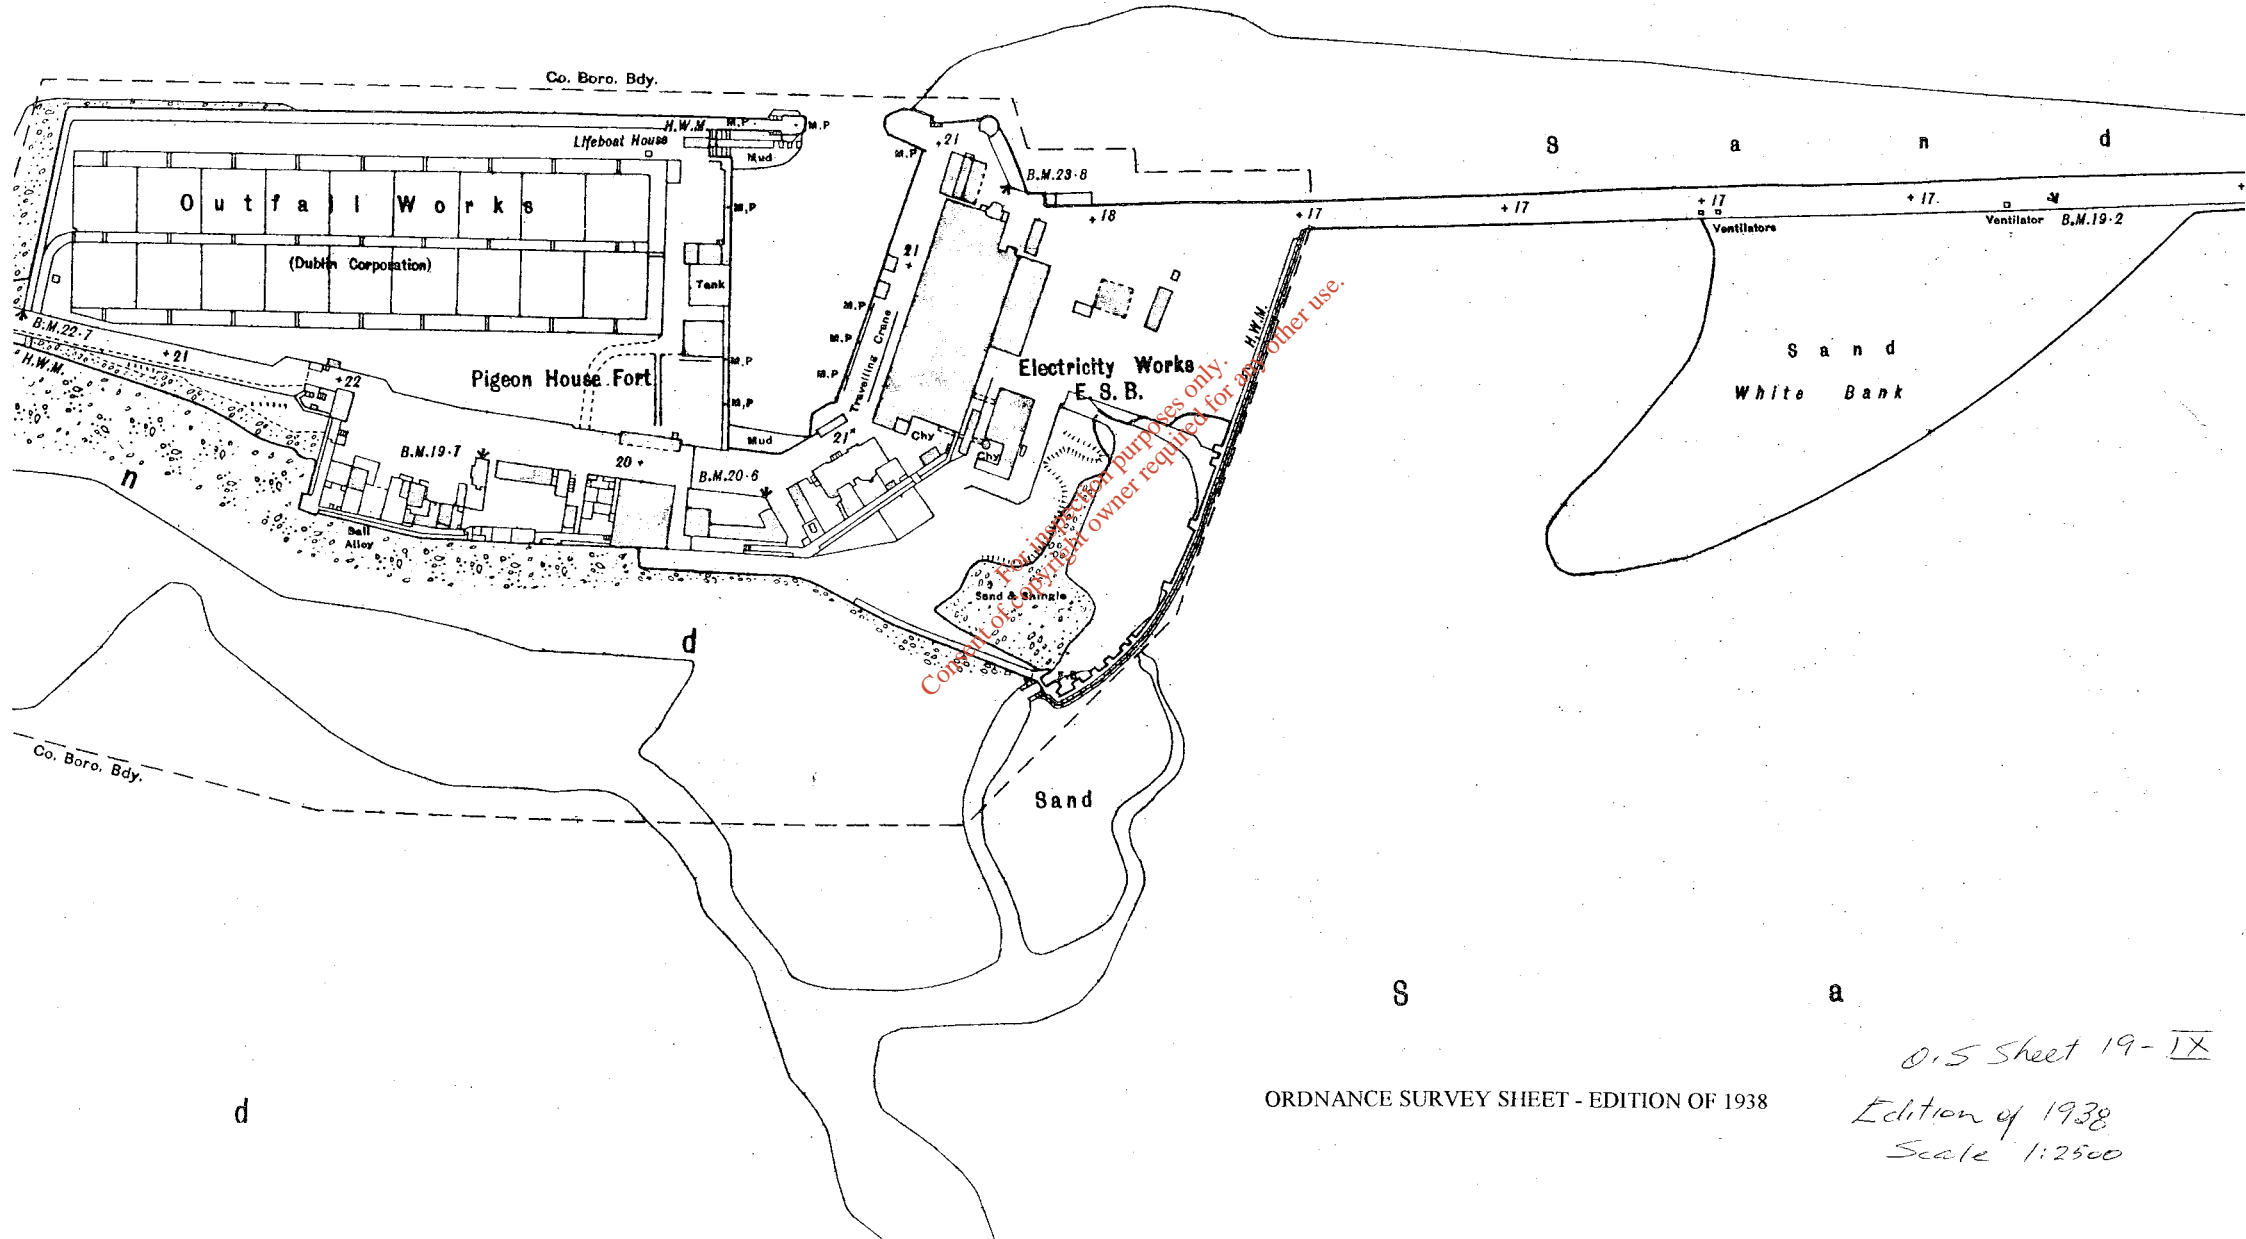 Co. Boro. Bdy.
H.W.M.
M.P.
M.P
Lifeboat House
Mud
M.P
+21
B.M.23·8
S a n d
Outfall Works
(Dublin Corporation)
M.P
+18
+17
+17
+17
+17.
Ventilators
Ventilator B.M.19·2
21
+
Tank
M.P
M.P
M.P
Travelling Crane
H.W.M.
B.M.22·7
+21
H.W.M.
+22
Pigeon House Fort
M.P
M.P
Electricity Works
E. S. B.
Sand
White Bank
Mud
21+
Chy
Chy
B.M.19·7
20 +
B.M.20·6
n
Ball
Alley
Sand & Shingle
d
Co. Boro. Bdy.
Sand
S a
d
For inspection purposes only.
Consent of copyright owner required for any other use.
ORDNANCE SURVEY SHEET - EDITION OF 1938
O.S Sheet 19-IX
Edition of 1938
Scale 1:2500